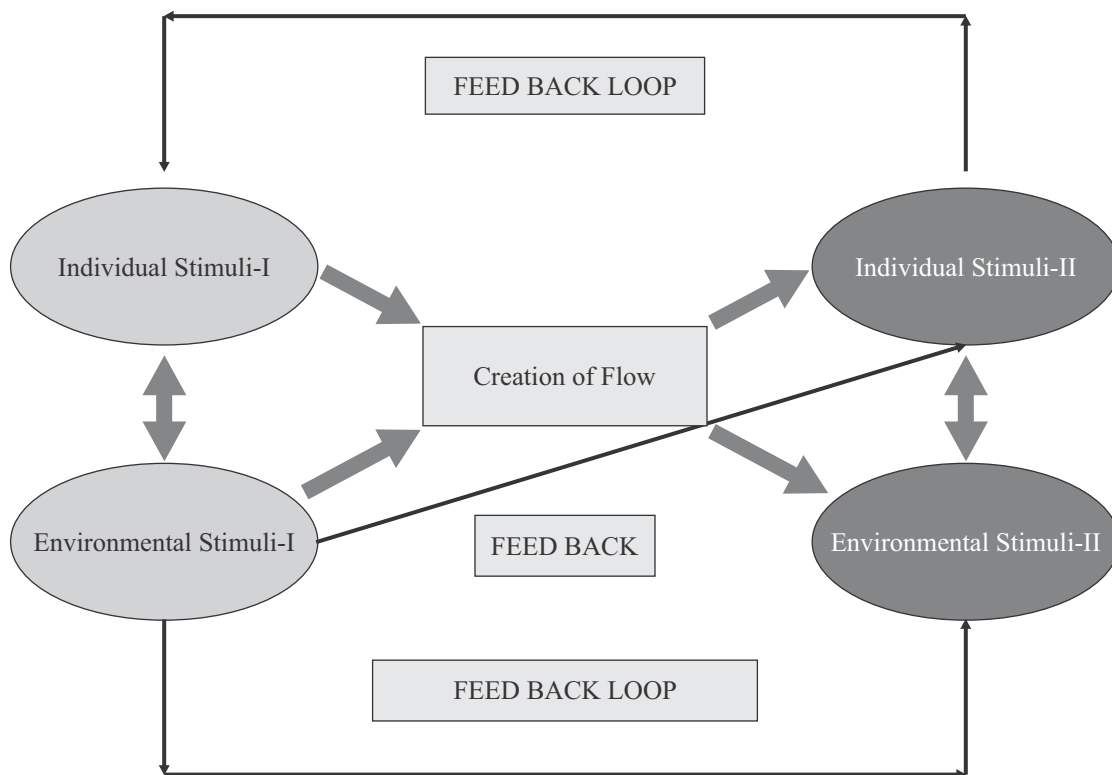 FEED BACK LOOP
Individual Stimuli-I
Individual Stimuli-II
Creation of Flow
Environmental Stimuli-I
FEED BACK
Environmental Stimuli-II
FEED BACK LOOP